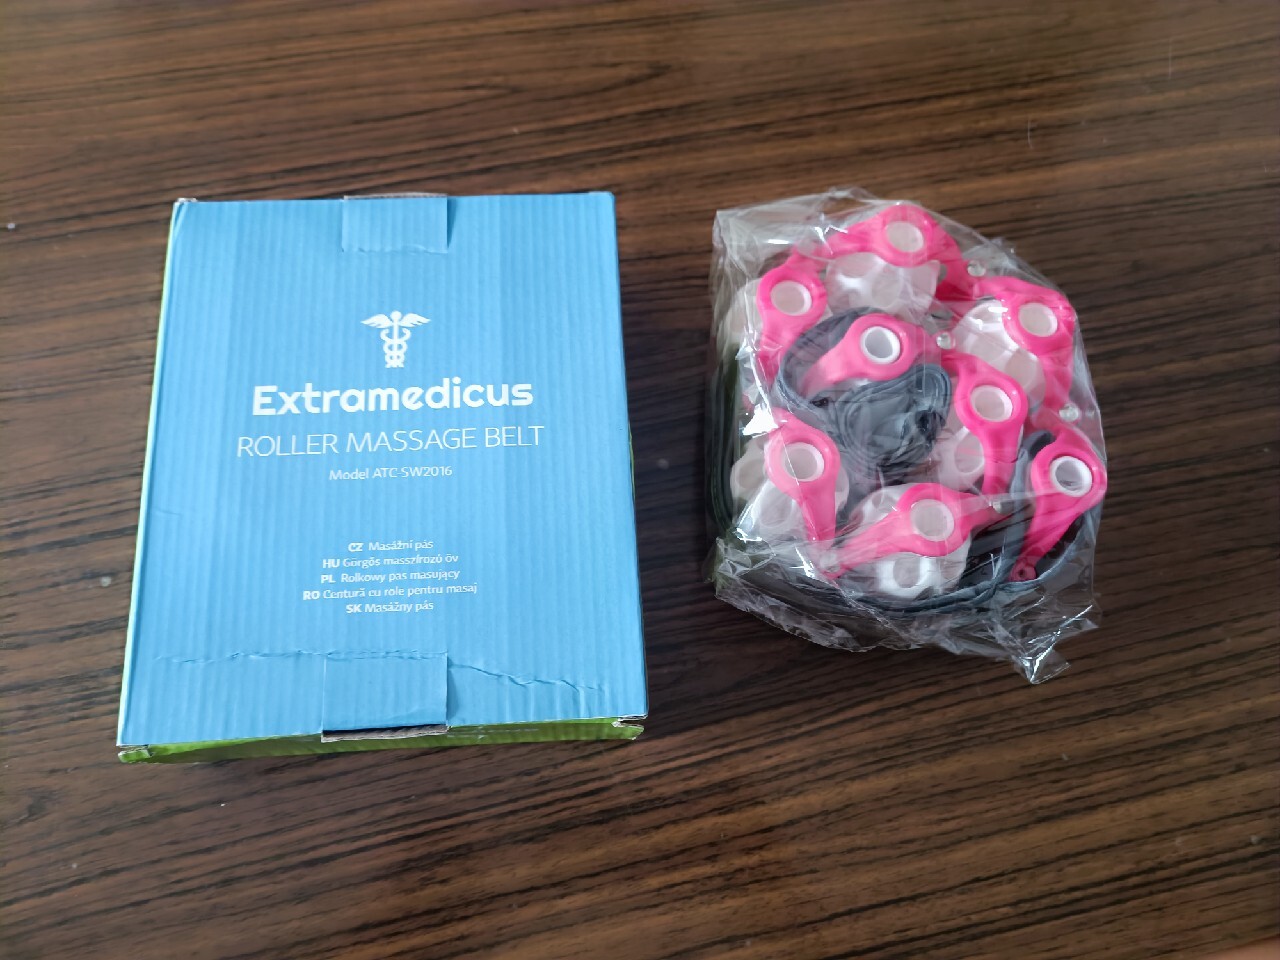 Extramedicus
ROLLER MASSAGE BELT
Model ATC-SW2016
CZ Masážní pás
HU Görgős masszírozó öv
PL Rolkowy pas masujący
RO Centură cu role pentru masaj
SK Masážny pás